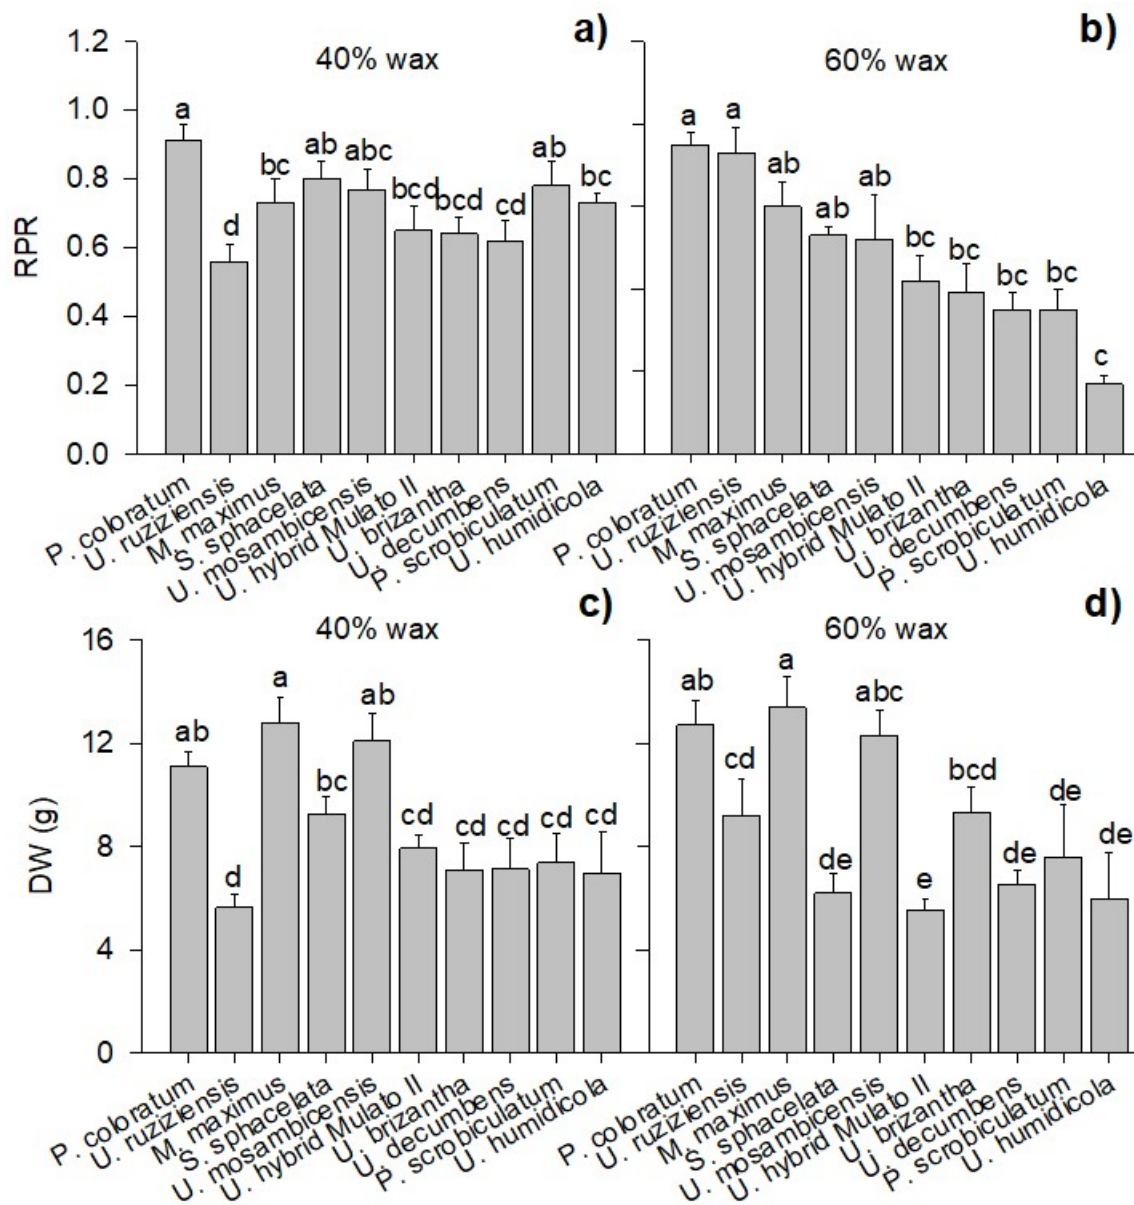 a)
40% wax
1.2
1.0
0.8
0.6
0.4
0.2
0.0
RPR
a
d
bc
ab
abc
bcd
bcd
cd
ab
bc
P. coloratum
U. ruziziensis
M. maximus
S. sphacelata
U. mosambicensis
U. hybrid Mulato II
U. brizantha
U. decumbens
P. scrobiculatum
U. humidicola
b)
60% wax
a
a
ab
ab
ab
bc
bc
bc
bc
c
P. coloratum
U. ruziziensis
M. maximus
S. sphacelata
U. mosambicensis
U. hybrid Mulato II
U. brizantha
U. decumbens
P. scrobiculatum
U. humidicola
c)
40% wax
16
12
8
4
0
DW (g)
ab
d
a
bc
ab
cd
cd
cd
cd
cd
P. coloratum
U. ruziziensis
M. maximus
S. sphacelata
U. mosambicensis
U. hybrid Mulato II
U. brizantha
U. decumbens
P. scrobiculatum
U. humidicola
d)
60% wax
ab
cd
a
de
abc
e
bcd
de
de
de
P. coloratum
U. ruziziensis
M. maximus
S. sphacelata
U. mosambicensis
U. hybrid Mulato II
U. brizantha
U. decumbens
P. scrobiculatum
U. humidicola